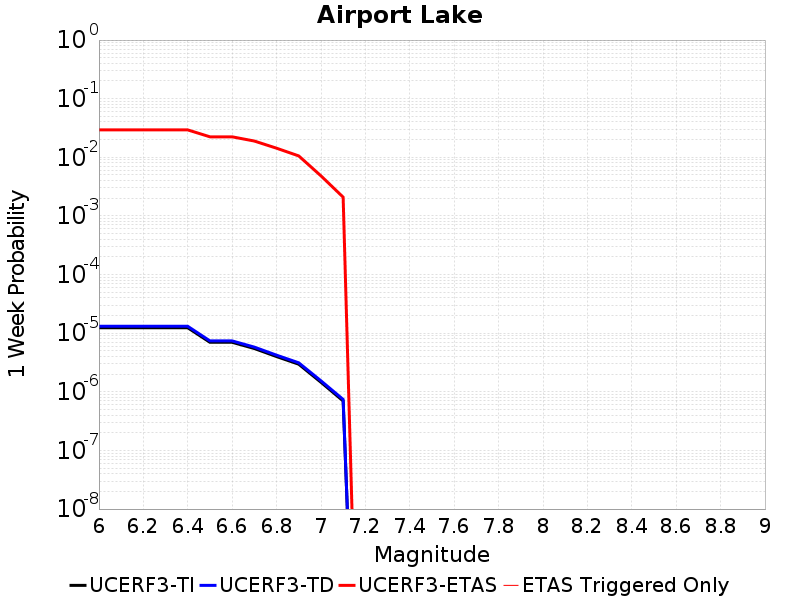 Airport Lake
1 Week Probability
10^0
10^-1
10^-2
10^-3
10^-4
10^-5
10^-6
10^-7
10^-8
6 6.2 6.4 6.6 6.8 7 7.2 7.4 7.6 7.8 8 8.2 8.4 8.6 8.8 9
Magnitude
UCERF3-TI UCERF3-TD UCERF3-ETAS ETAS Triggered Only